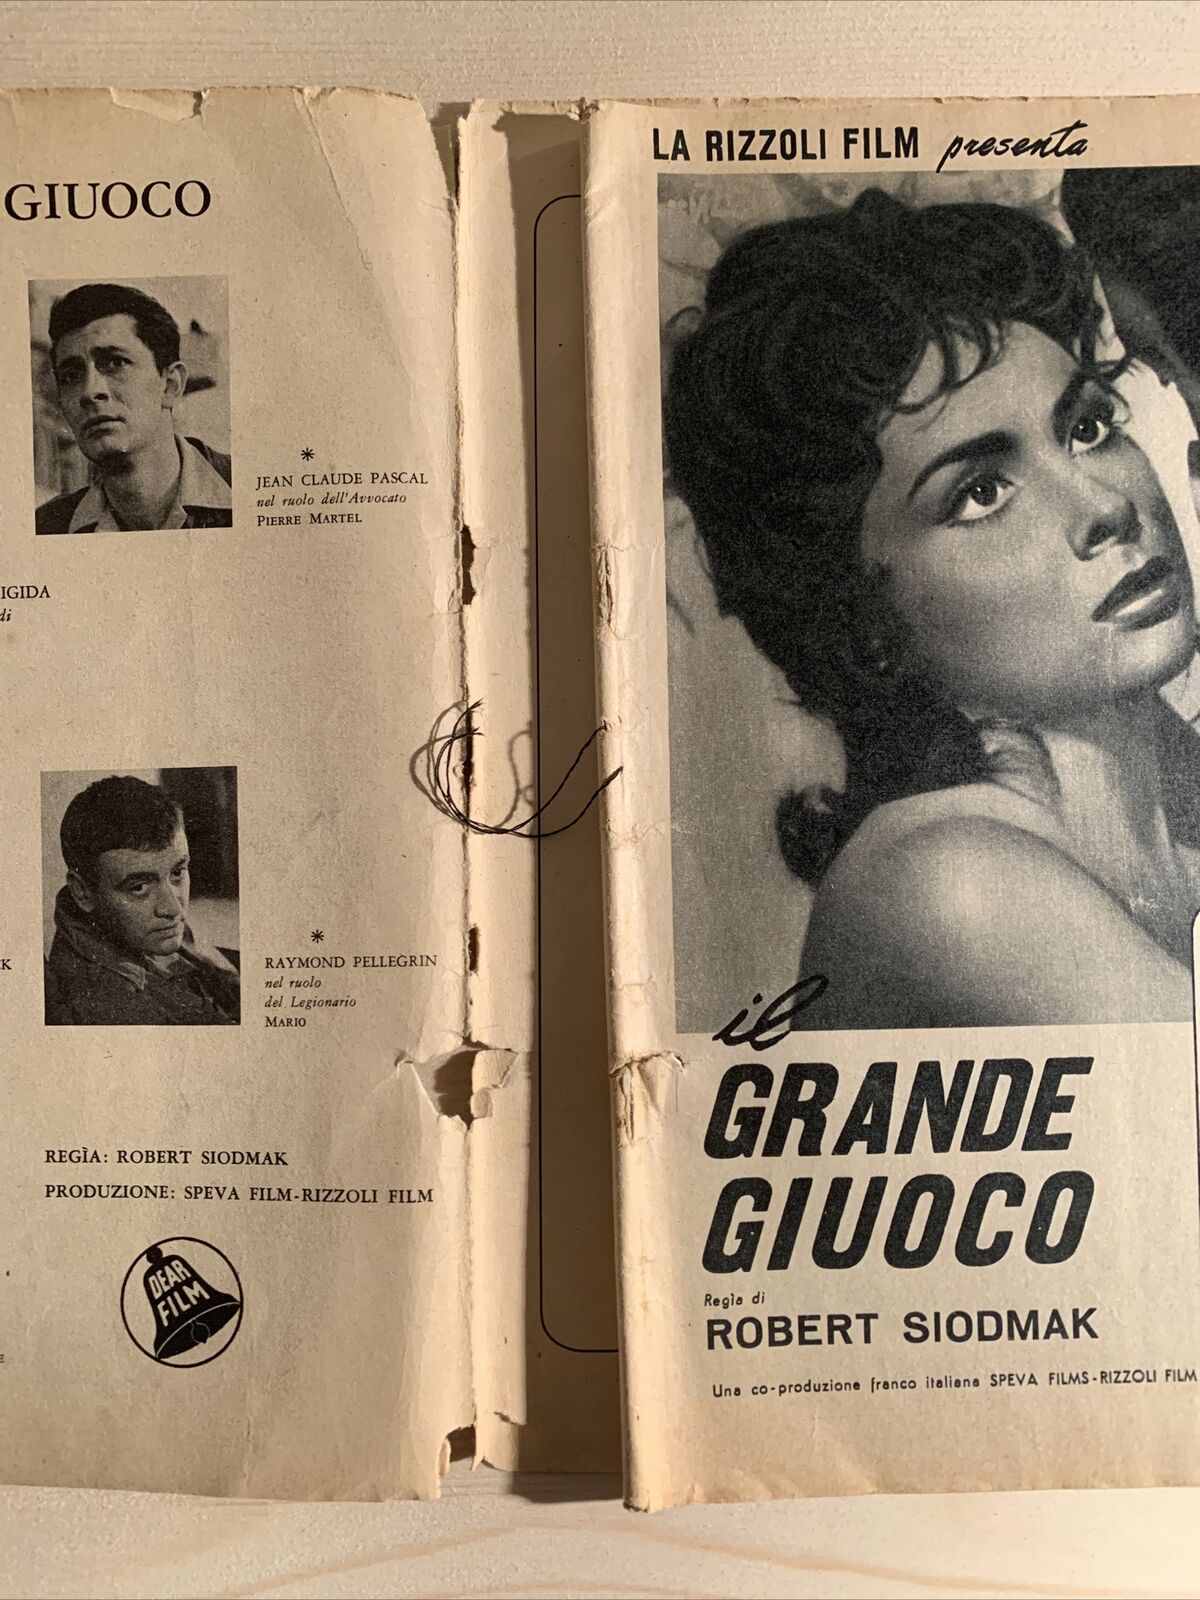 GIUOCO
*
JEAN CLAUDE PASCAL
nel ruolo dell'Avvocato
PIERRE MARTEL
IGIDA
di
K
*
RAYMOND PELLEGRIN
nel ruolo
del Legionario
MARIO
REGÌA: ROBERT SIODMAK
PRODUZIONE: SPEVA FILM-RIZZOLI FILM
DEAR
FILM
E
LA RIZZOLI FILM presenta
il
GRANDE
GIUOCO
Regìa di
ROBERT SIODMAK
Una co-produzione franco italiana SPEVA FILMS-RIZZOLI FILM